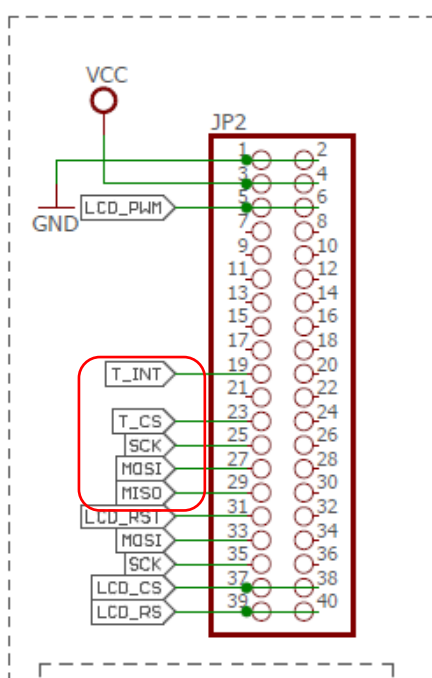 VCC
JP2
1 2
3 4
GND LCD_PWM 5 6
7 8
9 10
11 12
13 14
15 16
17 18
T_INT 19 20
21 22
T_CS 23 24
SCK 25 26
MOSI 27 28
MISO 29 30
LCD_RST 31 32
MOSI 33 34
SCK 35 36
LCD_CS 37 38
LCD_RS 39 40